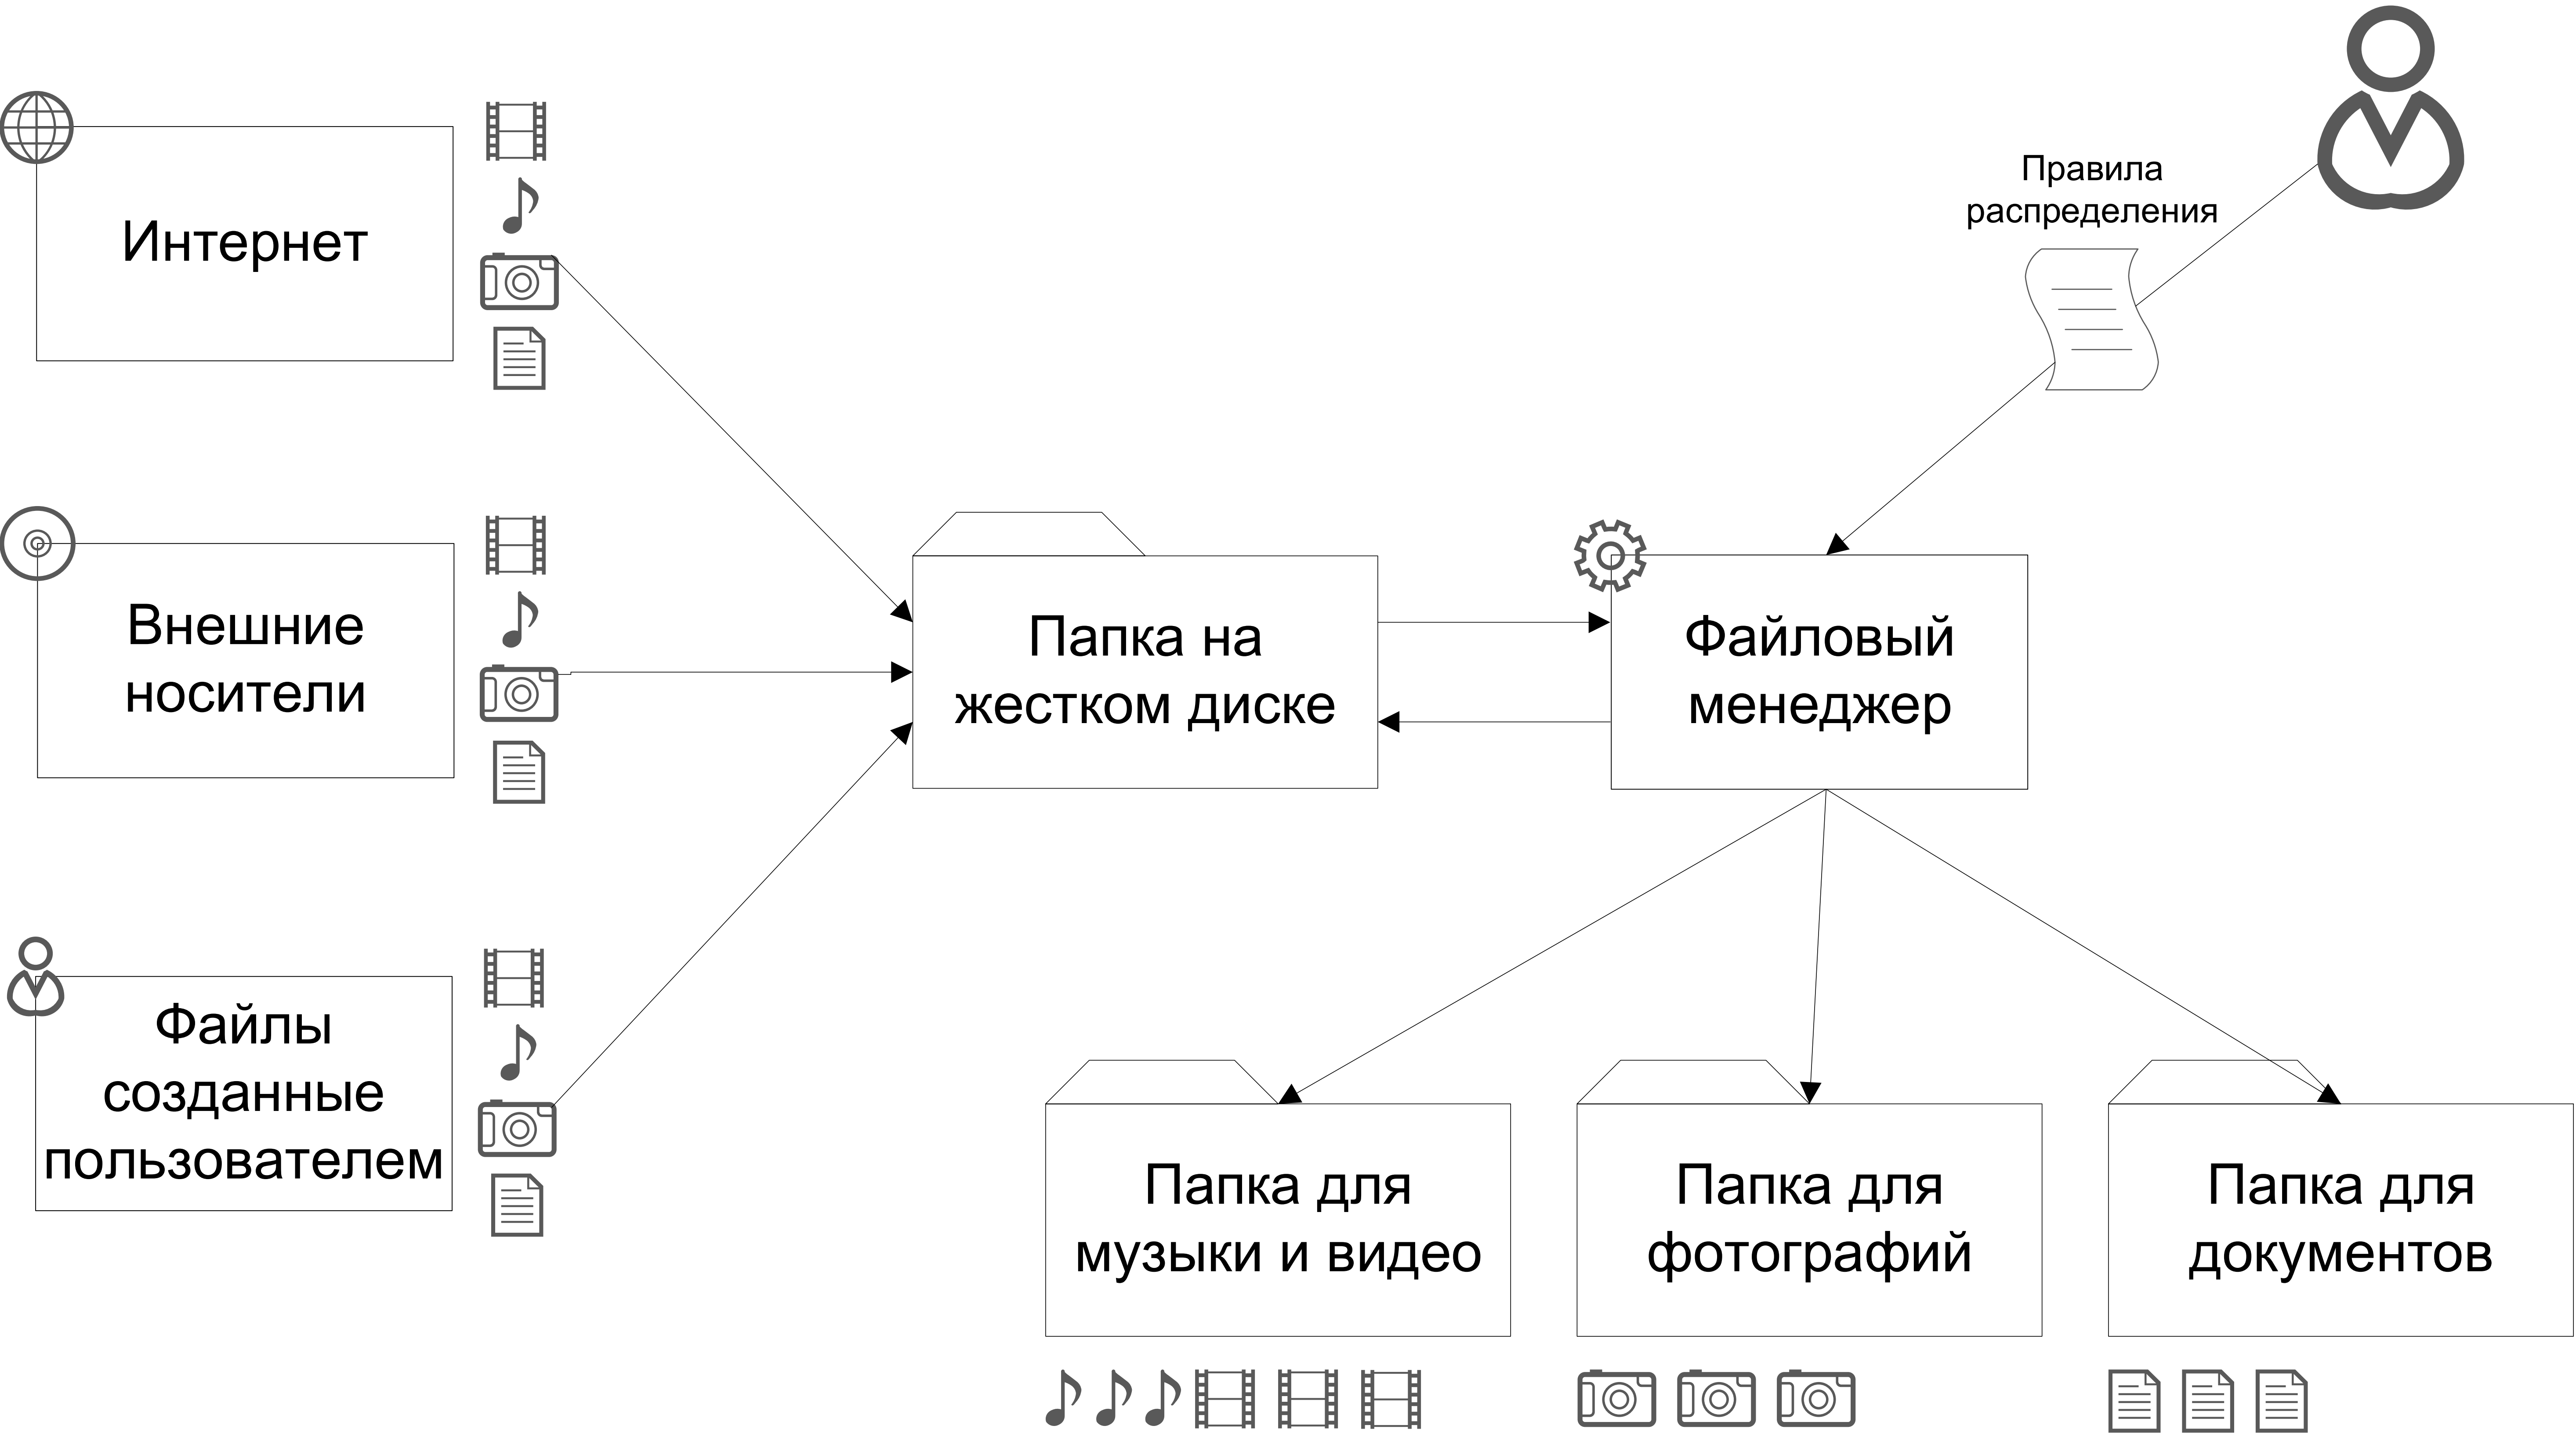 Интернет
Правила
распределения
Внешние
носители
Папка на
жестком диске
Файловый
менеджер
Файлы
созданные
пользователем
Папка для
музыки и видео
Папка для
фотографий
Папка для
документов